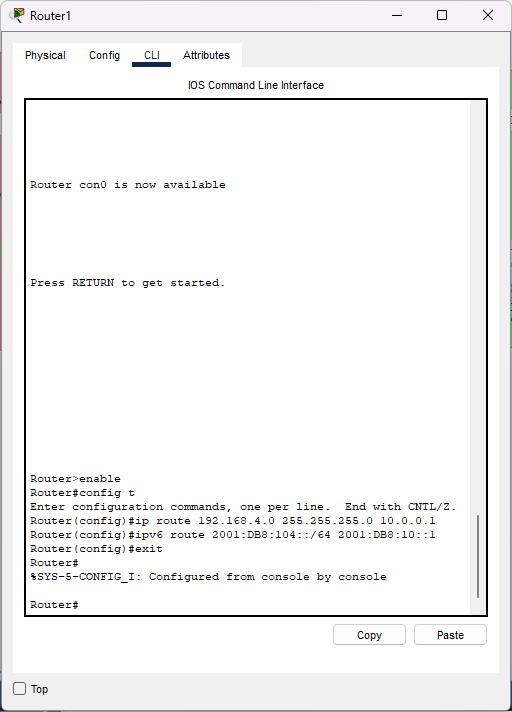 Router1
Physical Config CLI Attributes
IOS Command Line Interface
Router con0 is now available
Press RETURN to get started.
Router>enable
Router#config t
Enter configuration commands, one per line.  End with CNTL/Z.
Router(config)#ip route 192.168.4.0 255.255.255.0 10.0.0.1
Router(config)#ipv6 route 2001:DB8:104::/64 2001:DB8:10::1
Router(config)#exit
Router#
%SYS-5-CONFIG_I: Configured from console by console
Router#
Copy Paste
Top